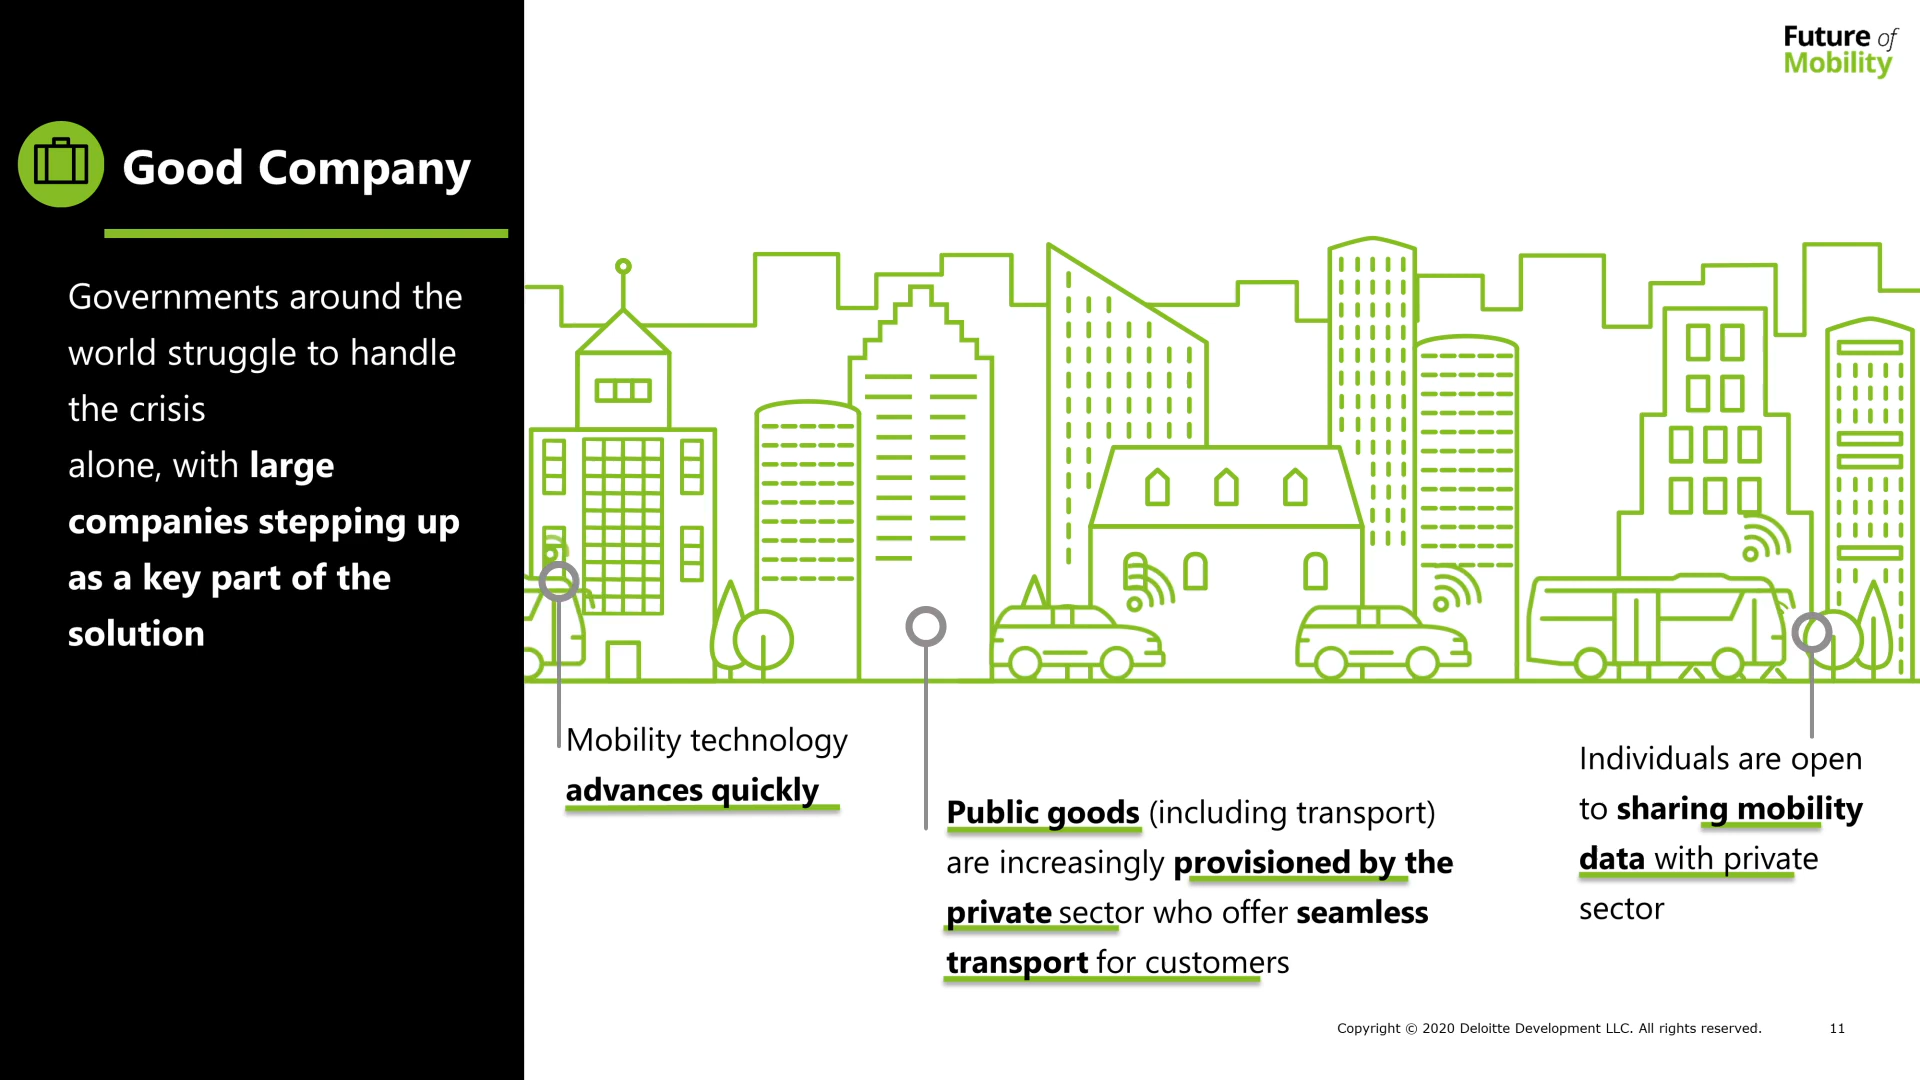 Future of
Mobility
Good Company
Governments around the
world struggle to handle
the crisis
alone, with large
companies stepping up
as a key part of the
solution
Mobility technology
advances quickly
Public goods (including transport)
are increasingly provisioned by the
private sector who offer seamless
transport for customers
Individuals are open
to sharing mobility
data with private
sector
Copyright © 2020 Deloitte Development LLC. All rights reserved.
11